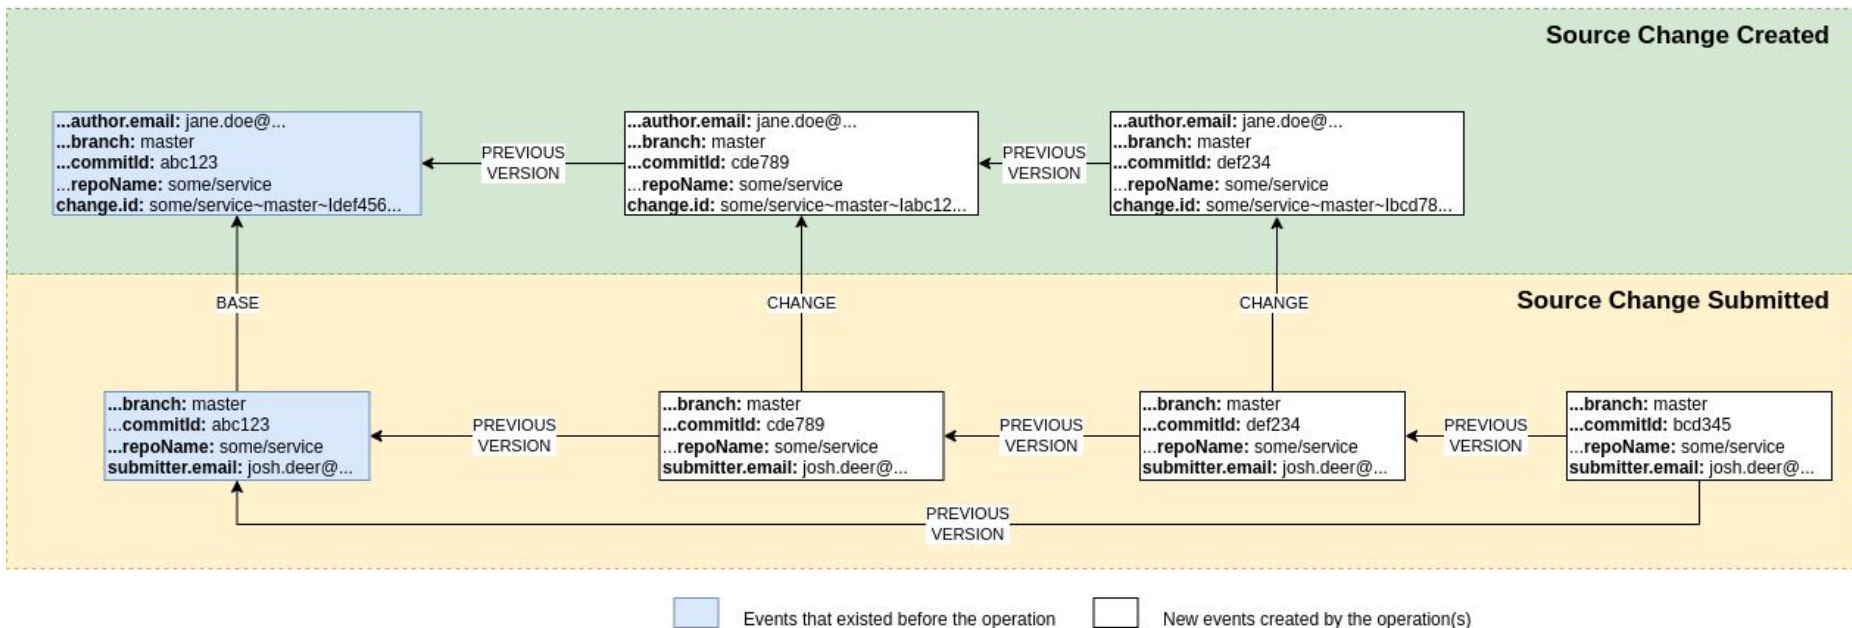 Source Change Created
...author.email: jane.doe@...
...branch: master
...commitId: abc123
...repoName: some/service
change.id: some/service~master~Idef456...
PREVIOUS
VERSION
...author.email: jane.doe@...
...branch: master
...commitId: cde789
...repoName: some/service
change.id: some/service~master~Iabc12...
PREVIOUS
VERSION
...author.email: jane.doe@...
...branch: master
...commitId: def234
...repoName: some/service
change.id: some/service~master~Ibcd78...
BASE
CHANGE
CHANGE
Source Change Submitted
...branch: master
...commitId: abc123
...repoName: some/service
submitter.email: josh.deer@...
PREVIOUS
VERSION
...branch: master
...commitId: cde789
...repoName: some/service
submitter.email: josh.deer@...
PREVIOUS
VERSION
...branch: master
...commitId: def234
...repoName: some/service
submitter.email: josh.deer@...
PREVIOUS
VERSION
...branch: master
...commitId: bcd345
...repoName: some/service
submitter.email: josh.deer@...
PREVIOUS
VERSION
Events that existed before the operation
New events created by the operation(s)